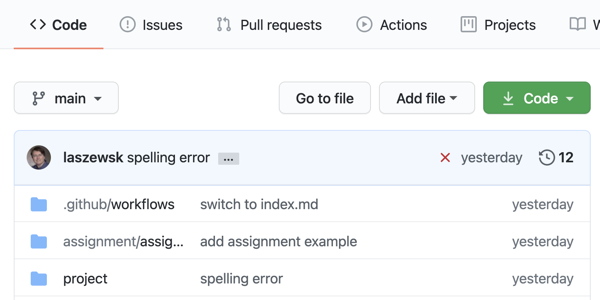 Code Issues Pull requests Actions Projects W
main Go to file Add file Code
laszewsk spelling error ... yesterday 12
.github/workflows switch to index.md yesterday
assignment/assig... add assignment example yesterday
project spelling error yesterday